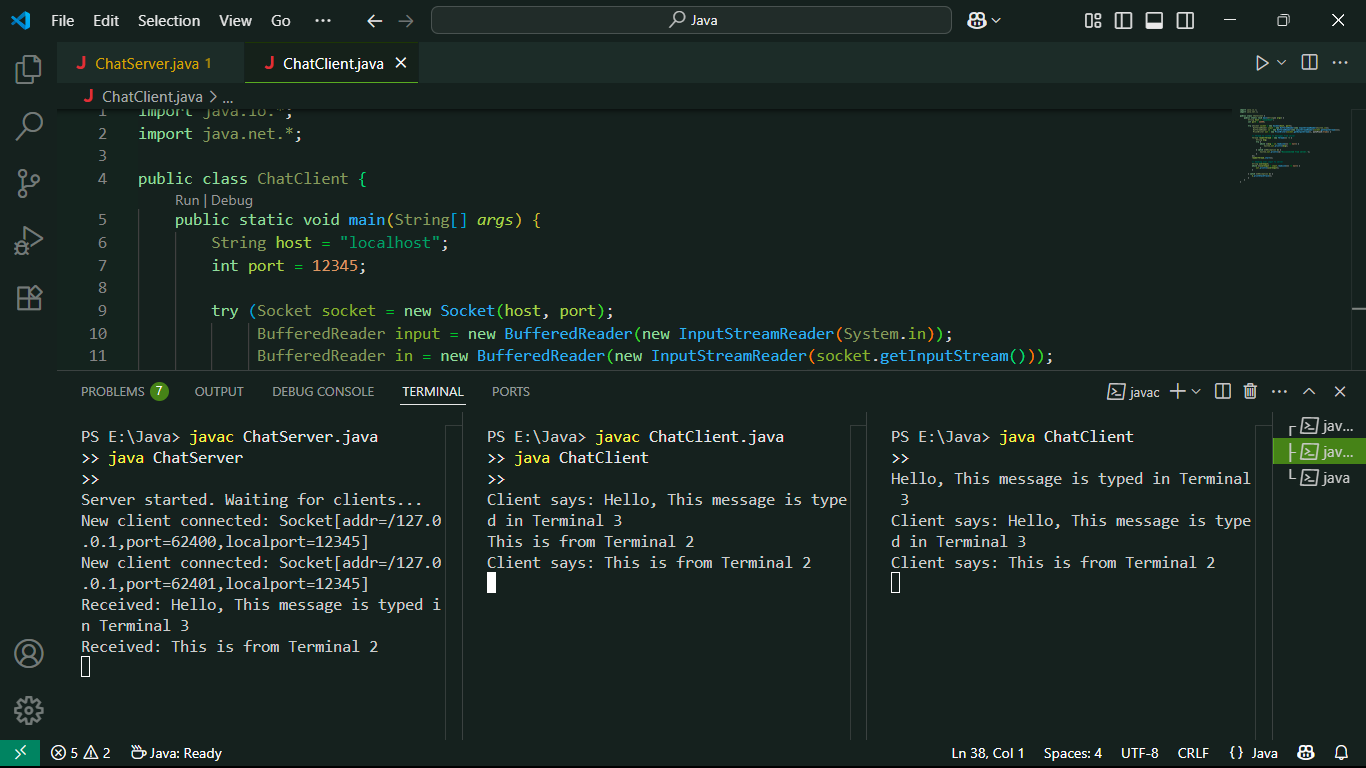 File Edit Selection View Go ··· Java
ChatServer.java 1 ChatClient.java
ChatClient.java > ...
1 import java.io.*;
2 import java.net.*;
3
4 public class ChatClient {
Run | Debug
5 public static void main(String[] args) {
6 String host = "localhost";
7 int port = 12345;
8
9 try (Socket socket = new Socket(host, port);
10 BufferedReader input = new BufferedReader(new InputStreamReader(System.in));
11 BufferedReader in = new BufferedReader(new InputStreamReader(socket.getInputStream()));
PROBLEMS 7 OUTPUT DEBUG CONSOLE TERMINAL PORTS javac
PS E:\Java> javac ChatServer.java
>> java ChatServer
>>
Server started. Waiting for clients...
New client connected: Socket[addr=/127.0
.0.1,port=62400,localport=12345]
New client connected: Socket[addr=/127.0
.0.1,port=62401,localport=12345]
Received: Hello, This message is typed i
n Terminal 3
Received: This is from Terminal 2
PS E:\Java> javac ChatClient.java
>> java ChatClient
>>
Client says: Hello, This message is type
d in Terminal 3
This is from Terminal 2
Client says: This is from Terminal 2
PS E:\Java> java ChatClient
>>
Hello, This message is typed in Terminal
3
Client says: Hello, This message is type
d in Terminal 3
Client says: This is from Terminal 2
jav...
jav...
java
5 2 Java: Ready Ln 38, Col 1 Spaces: 4 UTF-8 CRLF {} Java